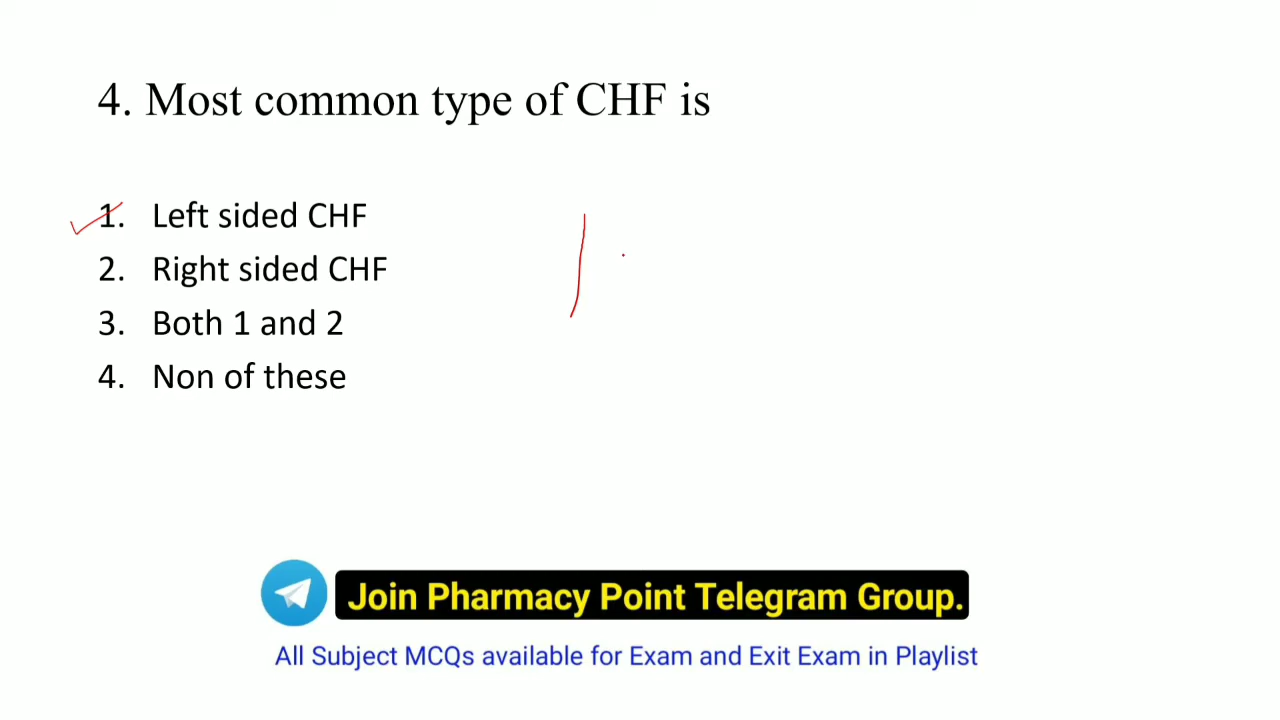 4. Most common type of CHF is
1. Left sided CHF
2. Right sided CHF
3. Both 1 and 2
4. Non of these
Join Pharmacy Point Telegram Group.
All Subject MCQs available for Exam and Exit Exam in Playlist